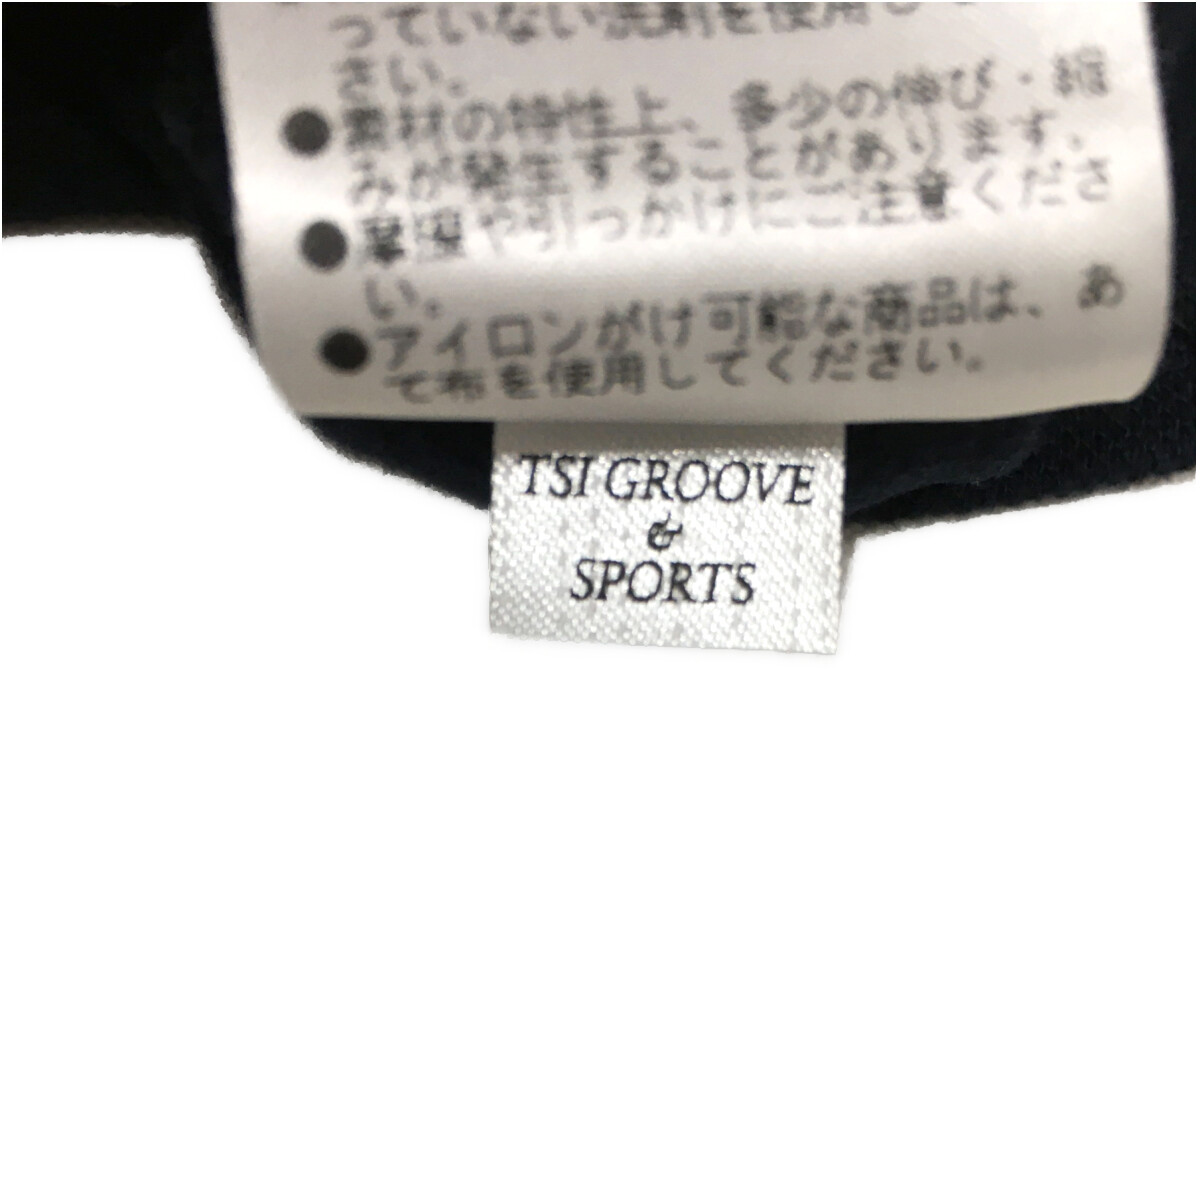 っていない洗剤を使用してくだ
さい。
●素材の特性上、多少の伸び・縮
みが発生することがあります。
●摩擦や引っかけにご注意くださ
い。
●アイロンがけ可能な商品は、あ
て布を使用してください。
TSI GROOVE
&
SPORTS